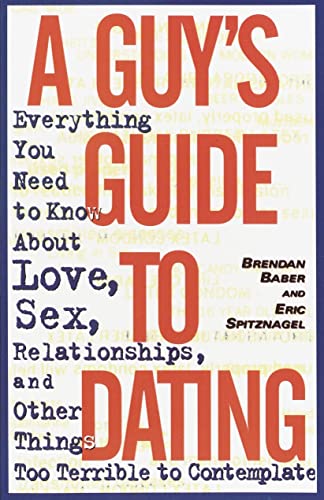 A GUY'S
GUIDE
TO
DATING
Everything
You
Need
to Know
About
Love,
Sex,
Relationships,
and
Other
Things
Too Terrible to Contemplate
BRENDAN
BABER
AND
ERIC
SPITZNAGEL